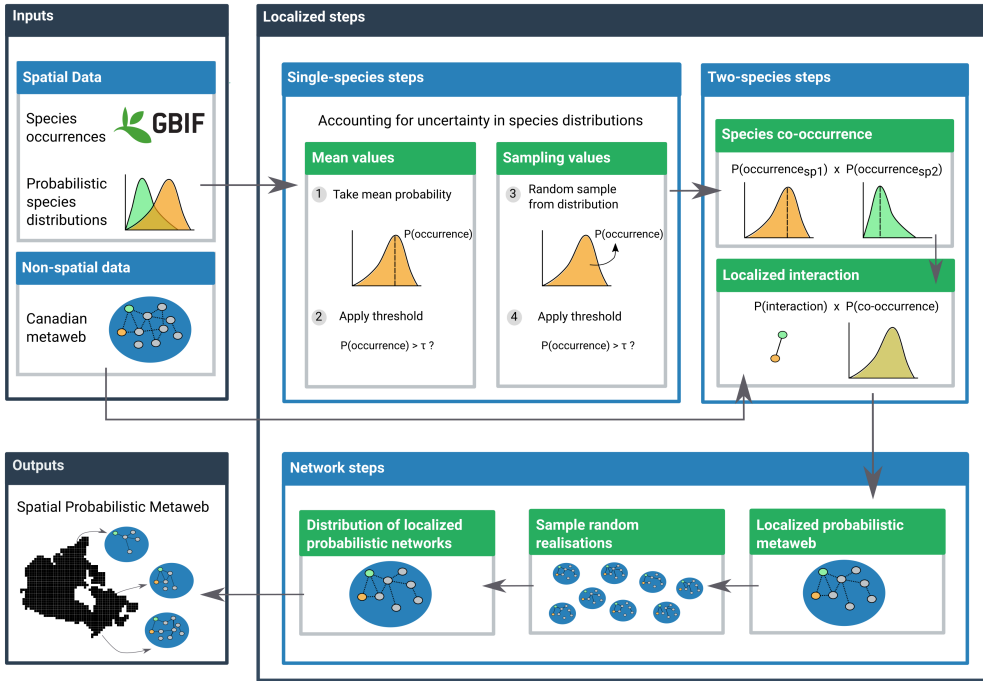 Inputs
Spatial Data
Species
occurrences
GBIF
Probabilistic
species
distributions
Non-spatial data
Canadian
metaweb
Localized steps
Single-species steps
Accounting for uncertainty in species distributions
Mean values
1 Take mean probability
P(occurrence)
2 Apply threshold
P(occurrence) > τ ?
Sampling values
3 Random sample
from distribution
P(occurrence)
4 Apply threshold
P(occurrence) > τ ?
Two-species steps
Species co-occurrence
P(occurrencesp1) x P(occurrencesp2)
Localized interaction
P(interaction) x P(co-occurrence)
Network steps
Localized probabilistic
metaweb
Sample random
realisations
Distribution of localized
probabilistic networks
Outputs
Spatial Probabilistic Metaweb